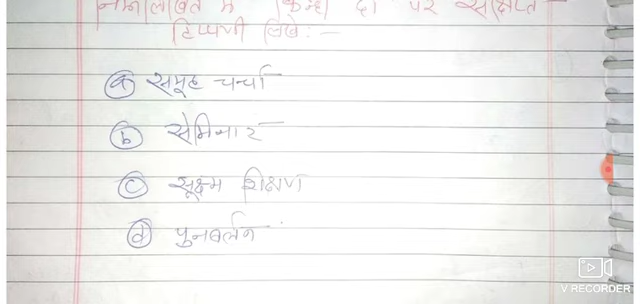 निम्नलिखित में किन्हीं दो पर संक्षिप्त
टिप्पणी लिखे:-
a समूह चर्चा
b सेमिनार
c सूक्ष्म शिक्षण
d पुनर्बलन
V RECORDER